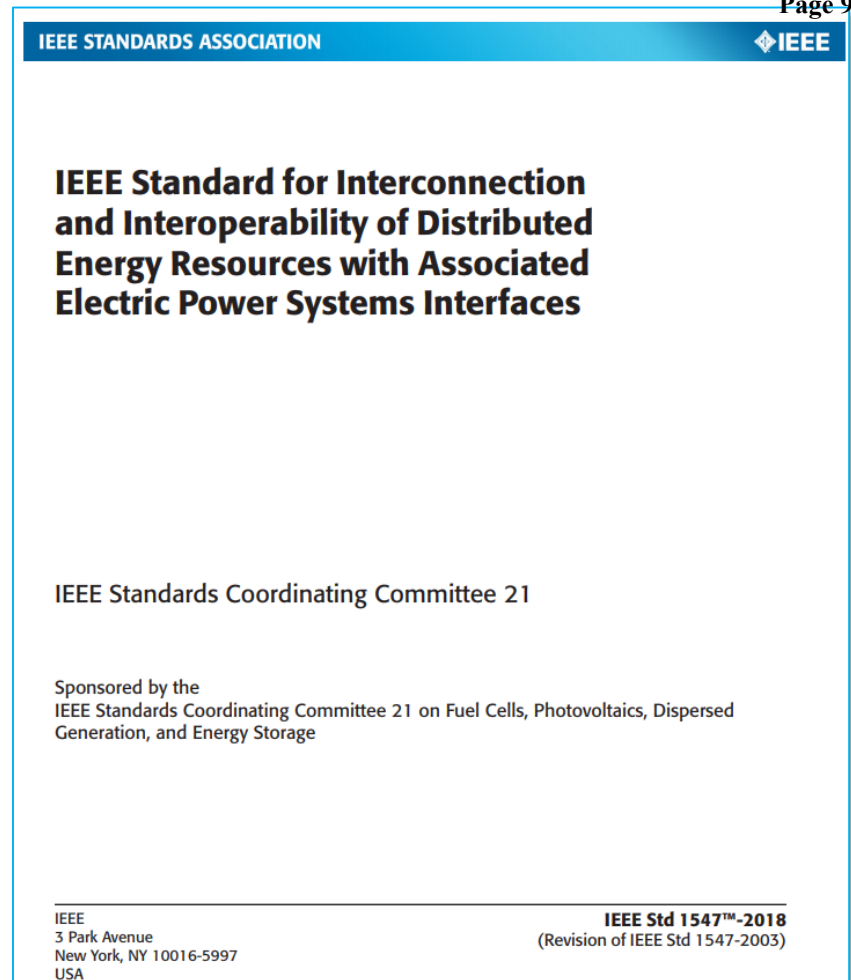 Page 9
IEEE STANDARDS ASSOCIATION
IEEE
IEEE Standard for Interconnection
and Interoperability of Distributed
Energy Resources with Associated
Electric Power Systems Interfaces
IEEE Standards Coordinating Committee 21
Sponsored by the
IEEE Standards Coordinating Committee 21 on Fuel Cells, Photovoltaics, Dispersed
Generation, and Energy Storage
IEEE
3 Park Avenue
New York, NY 10016-5997
USA
IEEE Std 1547™-2018
(Revision of IEEE Std 1547-2003)